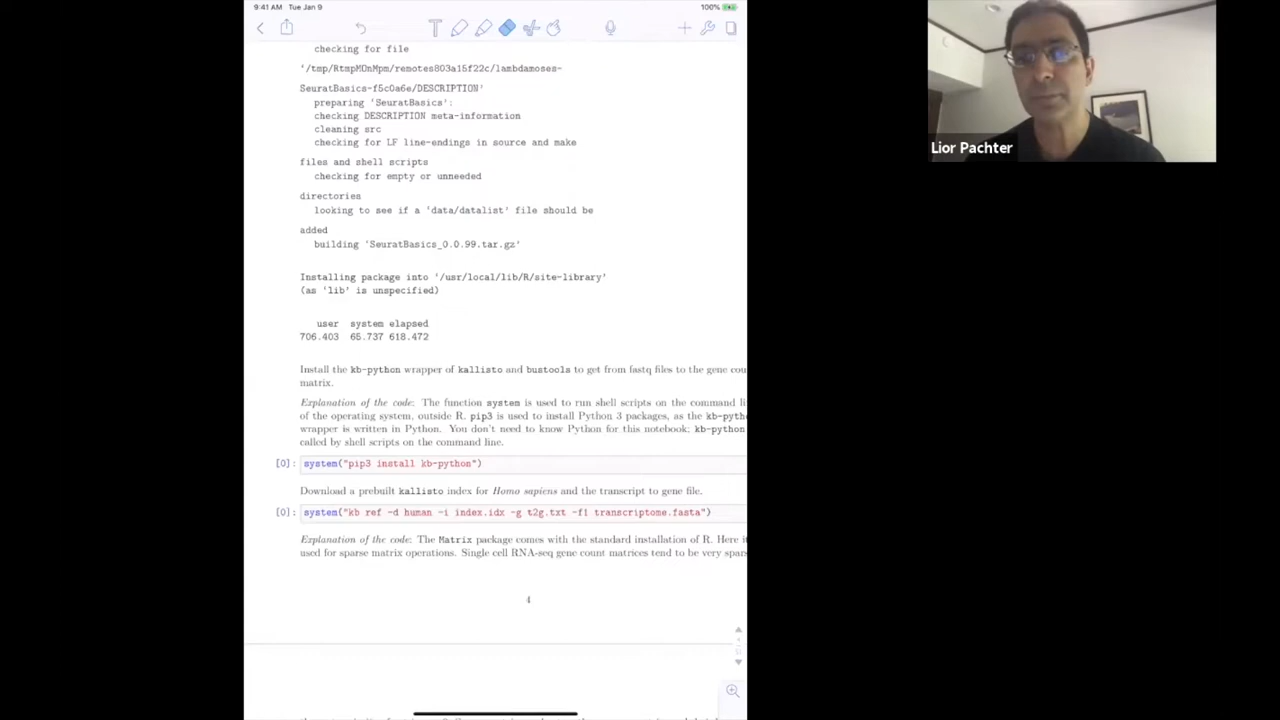 9:41 AM Tue Jan 9
100%
checking for file
'/tmp/RtmpMOnMpm/remotes803a15f22c/lambdamoses-
SeuratBasics-f5c0a6e/DESCRIPTION'
preparing 'SeuratBasics':
checking DESCRIPTION meta-information
cleaning src
checking for LF line-endings in source and make
files and shell scripts
checking for empty or unneeded
directories
looking to see if a 'data/datalist' file should be
added
building 'SeuratBasics_0.0.99.tar.gz'
Installing package into '/usr/local/lib/R/site-library'
(as 'lib' is unspecified)
user system elapsed
706.403 65.737 618.472
Install the kb-python wrapper of kallisto and bustools to get from fastq files to the gene cou
matrix.
Explanation of the code: The function system is used to run shell scripts on the command li
of the operating system, outside R. pip3 is used to install Python 3 packages, as the kb-pyth
wrapper is written in Python. You don't need to know Python for this notebook; kb-python
called by shell scripts on the command line.
[0]: system("pip3 install kb-python")
Download a prebuilt kallisto index for Homo sapiens and the transcript to gene file.
[0]: system("kb ref -d human -i index.idx -g t2g.txt -f1 transcriptome.fasta")
Explanation of the code: The Matrix package comes with the standard installation of R. Here it
used for sparse matrix operations. Single cell RNA-seq gene count matrices tend to be very spars
4
Lior Pachter